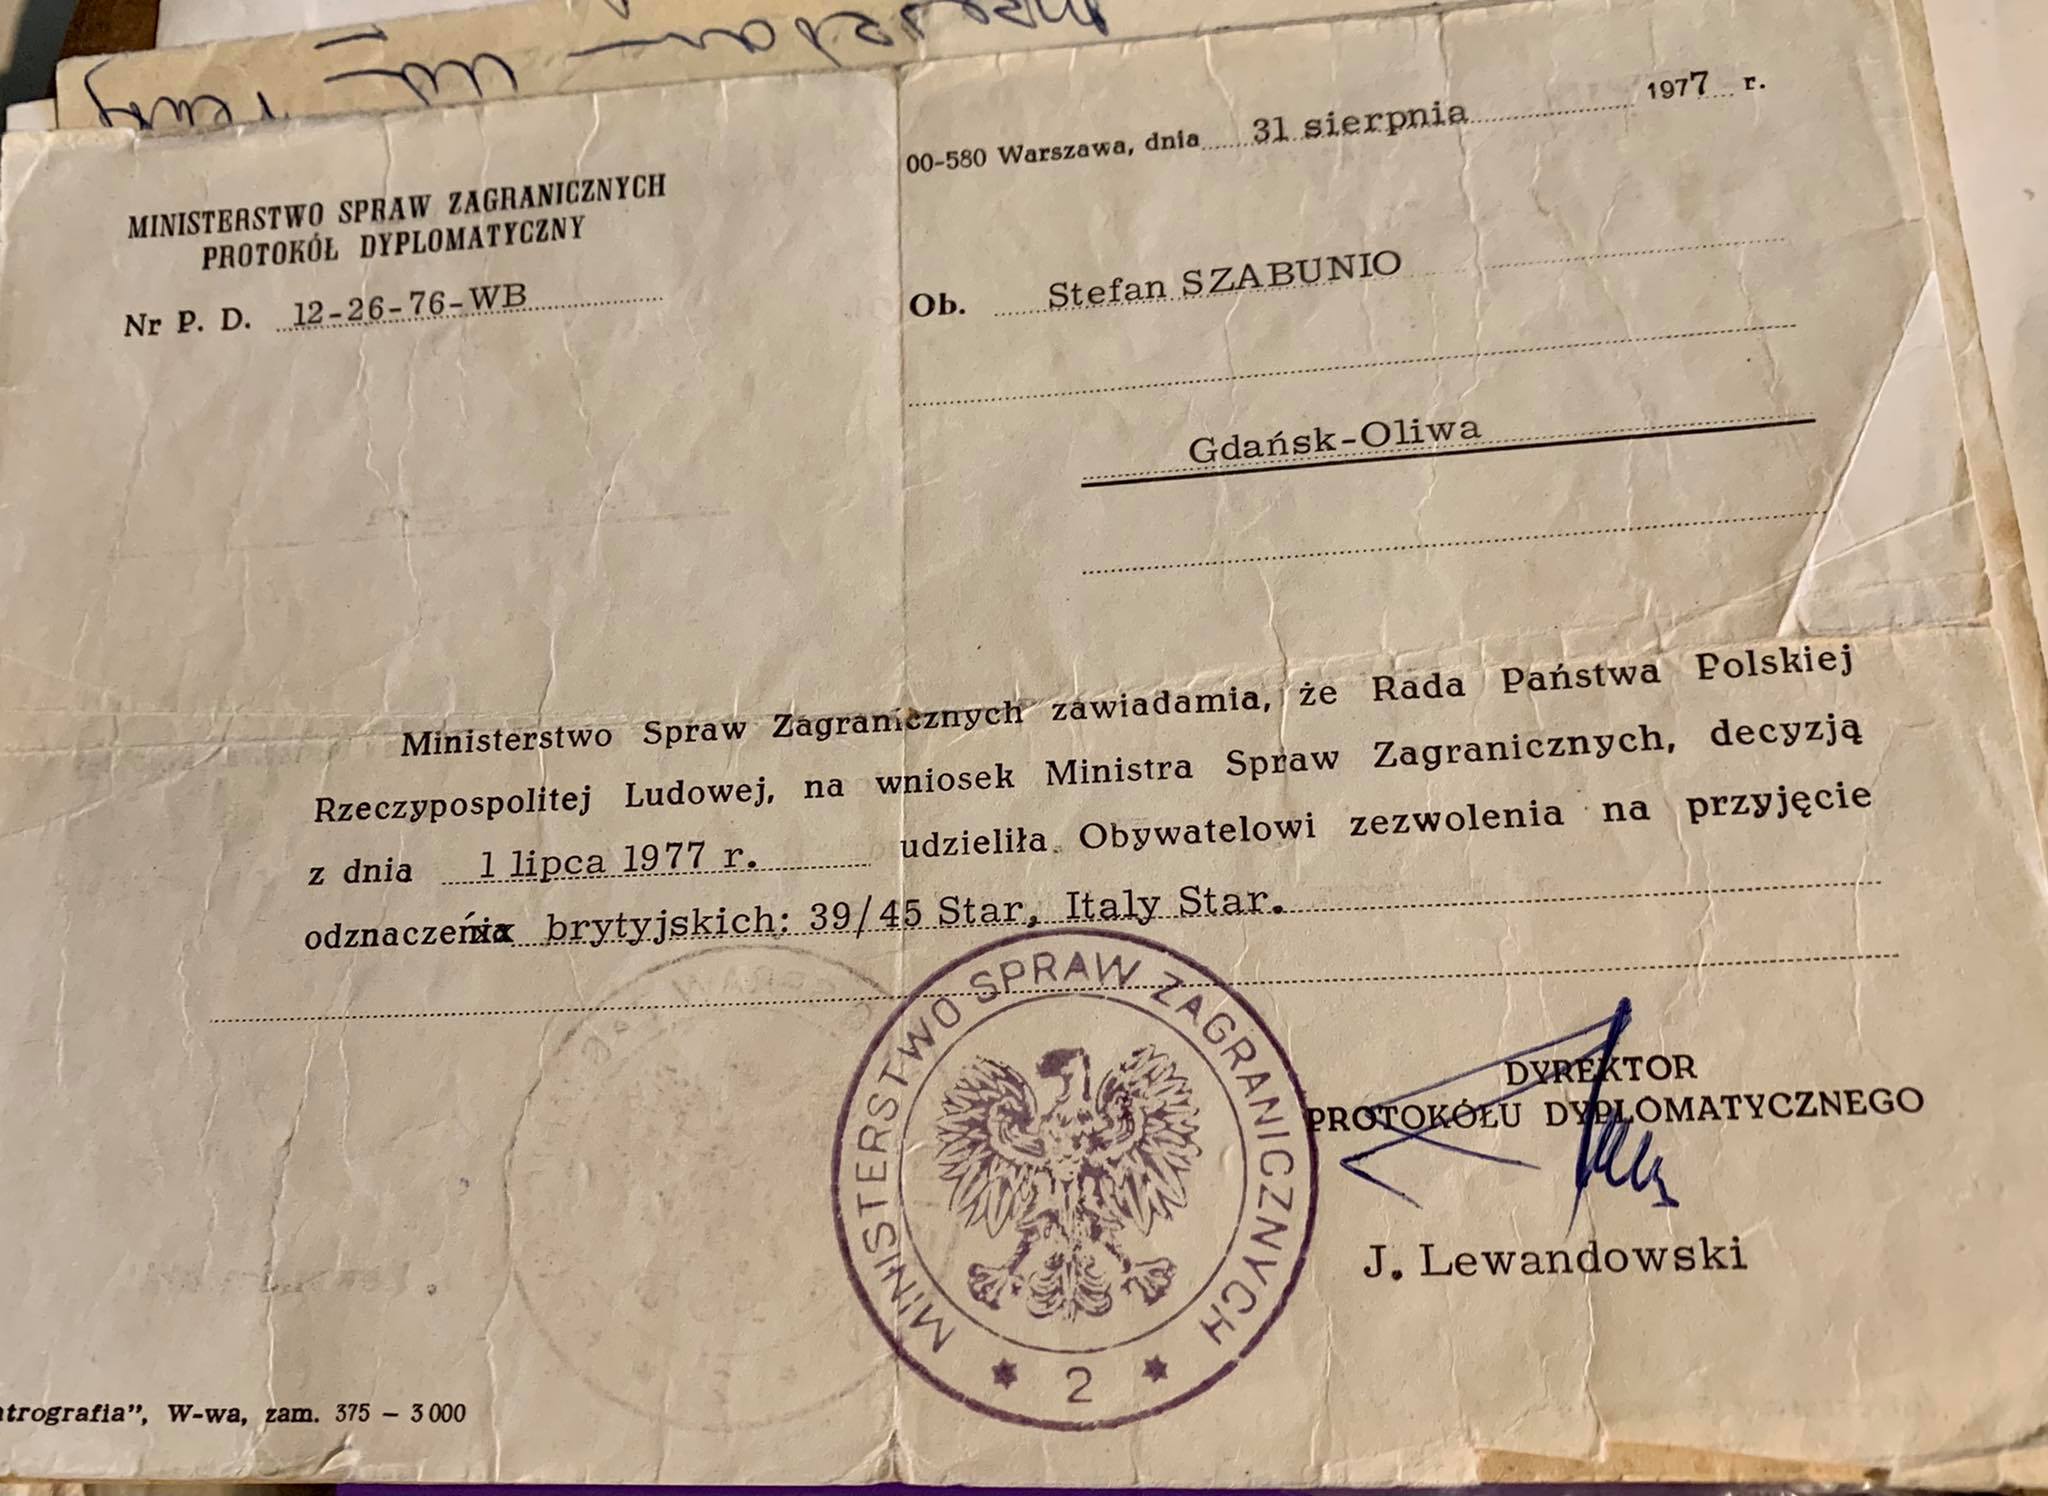 MINISTERSTWO SPRAW ZAGRANICZNYCH
PROTOKÓŁ DYPLOMATYCZNY
Nr P. D. 12-26-76-WB
00-580 Warszawa, dnia 31 sierpnia 1977 r.
Ob. Stefan SZABUNIO
Gdańsk-Oliwa
Ministerstwo Spraw Zagranicznych zawiadamia, że Rada Państwa Polskiej
Rzeczypospolitej Ludowej, na wniosek Ministra Spraw Zagranicznych, decyzją
z dnia 1 lipca 1977 r. udzieliła Obywatelowi zezwolenia na przyjęcie
odznaczeń brytyjskich: 39/45 Star, Italy Star.
MINISTERSTWO SPRAW ZAGRANICZNYCH
* 2 *
DYREKTOR
PROTOKÓŁU DYPLOMATYCZNEGO
J. Lewandowski
trografia”, W-wa, zam. 375 – 3000